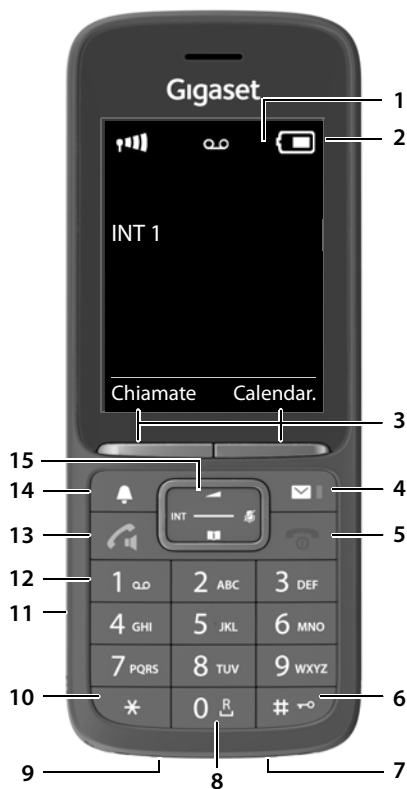 Gigaset
1
2
INT 1
Chiamate Calendar.
3
15
14
4
INT
13
5
12
1 2 ABC 3 DEF
11
4 GHI 5 JKL 6 MNO
7 PQRS 8 TUV 9 WXYZ
10
* 0 R #
6
9
8
7